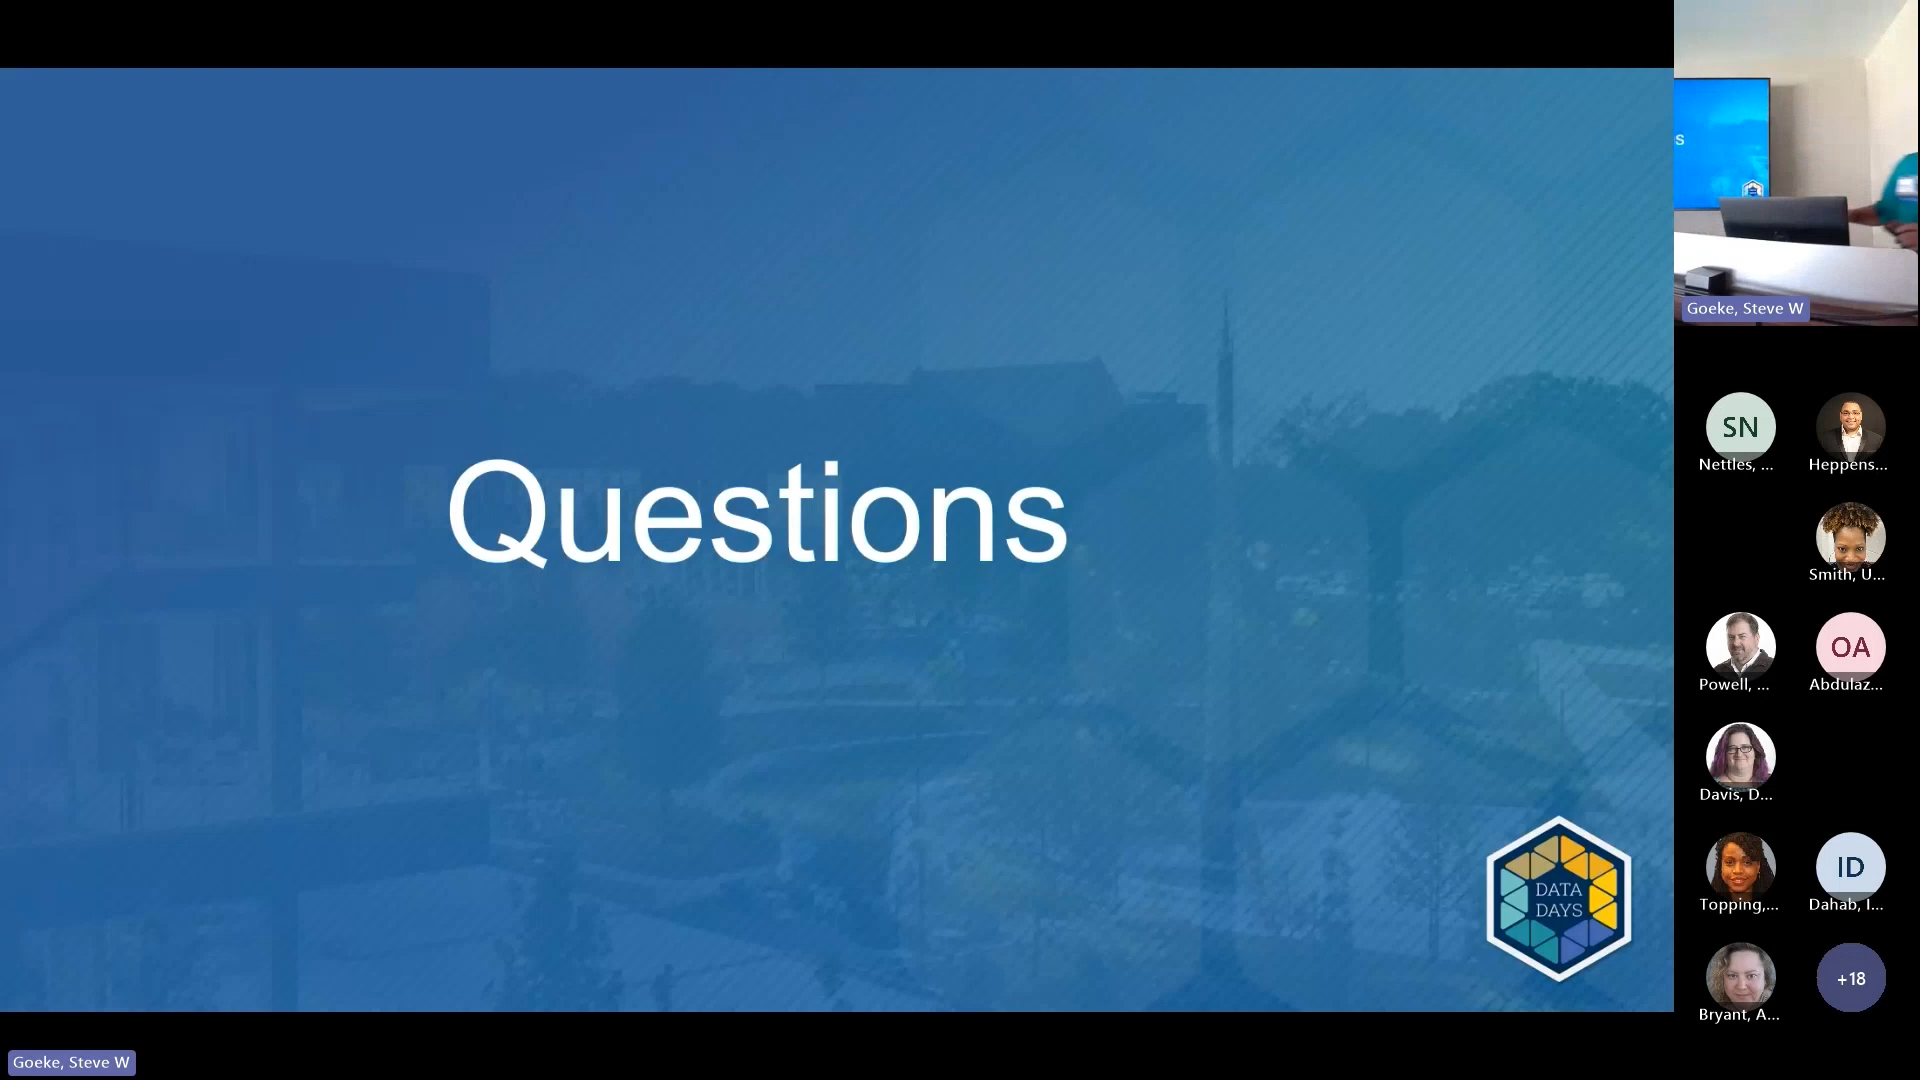 Questions
DATA
DAYS
s
Goeke, Steve W
SN
Nettles, ...
Heppens...
Smith, U...
Powell, ...
OA
Abdulaz...
Davis, D...
Topping,...
ID
Dahab, I...
Bryant, A...
+18
Goeke, Steve W